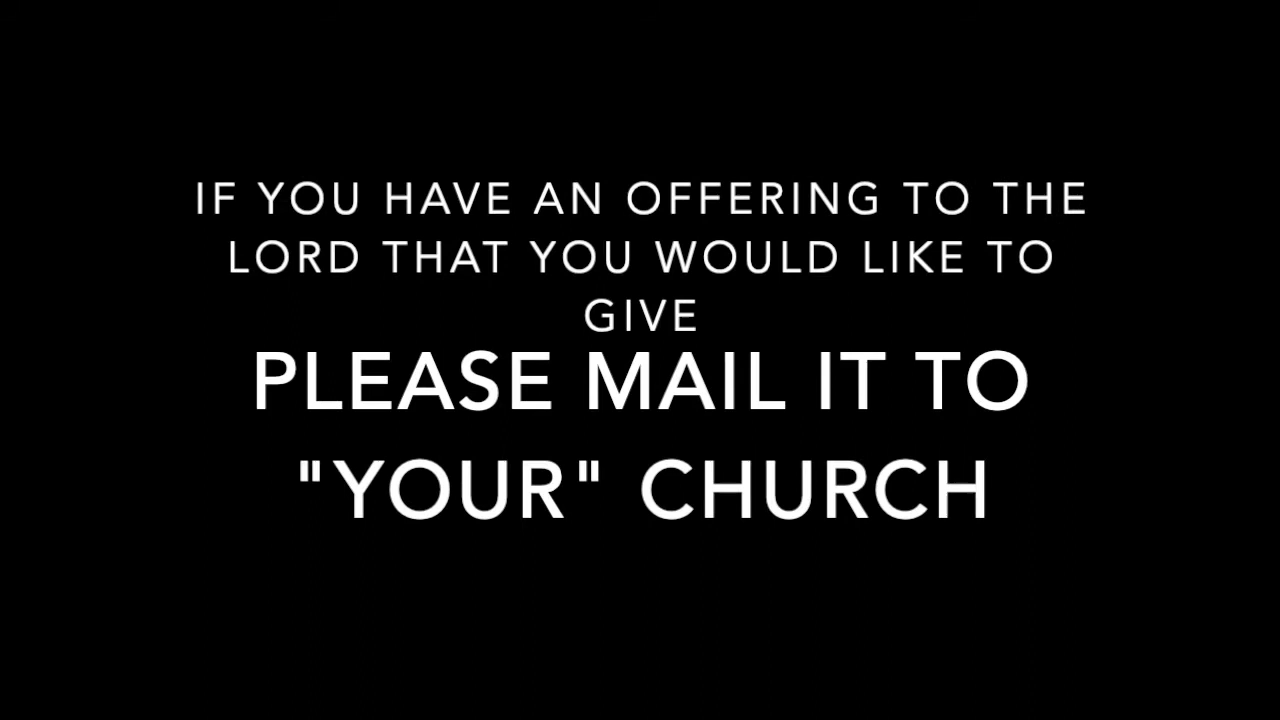 IF YOU HAVE AN OFFERING TO THE
LORD THAT YOU WOULD LIKE TO
GIVE
PLEASE MAIL IT TO
"YOUR" CHURCH